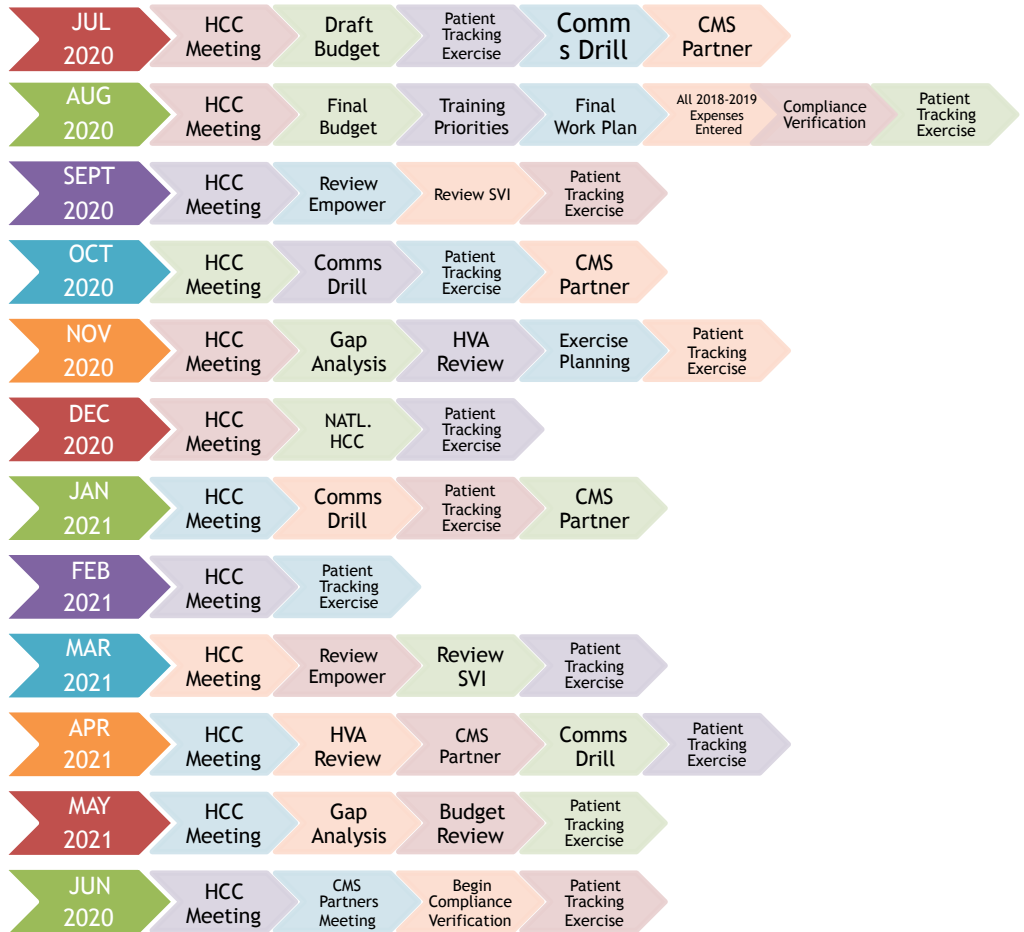 JUL
2020
HCC
Meeting
Draft
Budget
Patient
Tracking
Exercise
Comm
s Drill
CMS
Partner
AUG
2020
HCC
Meeting
Final
Budget
Training
Priorities
Final
Work Plan
All 2018-2019
Expenses
Entered
Compliance
Verification
Patient
Tracking
Exercise
SEPT
2020
HCC
Meeting
Review
Empower
Review SVI
Patient
Tracking
Exercise
OCT
2020
HCC
Meeting
Comms
Drill
Patient
Tracking
Exercise
CMS
Partner
NOV
2020
HCC
Meeting
Gap
Analysis
HVA
Review
Exercise
Planning
Patient
Tracking
Exercise
DEC
2020
HCC
Meeting
NATL.
HCC
Patient
Tracking
Exercise
JAN
2021
HCC
Meeting
Comms
Drill
Patient
Tracking
Exercise
CMS
Partner
FEB
2021
HCC
Meeting
Patient
Tracking
Exercise
MAR
2021
HCC
Meeting
Review
Empower
Review
SVI
Patient
Tracking
Exercise
APR
2021
HCC
Meeting
HVA
Review
CMS
Partner
Comms
Drill
Patient
Tracking
Exercise
MAY
2021
HCC
Meeting
Gap
Analysis
Budget
Review
Patient
Tracking
Exercise
JUN
2020
HCC
Meeting
CMS
Partners
Meeting
Begin
Compliance
Verification
Patient
Tracking
Exercise